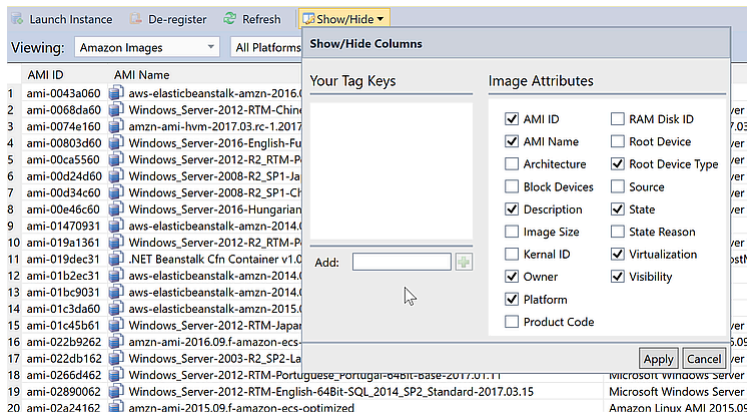 Launch Instance De-register Refresh Show/Hide
Viewing: Amazon Images All Platforms
Show/Hide Columns
Your Tag Keys
Add:
Image Attributes
AMI ID RAM Disk ID
AMI Name Root Device
Architecture Root Device Type
Block Devices Source
Description State
Image Size State Reason
Kernal ID Virtualization
Owner Visibility
Platform
Product Code
Apply Cancel
AMI ID AMI Name
1 ami-0043a060 aws-elasticbeanstalk-amzn-2016.0
2 ami-0068da60 Windows_Server-2012-RTM-Chine ver
3 ami-0074e160 amzn-ami-hvm-2017.03.rc-1.2017 7.03
4 ami-00803d60 Windows_Server-2016-English-Fu ver
5 ami-00ca5560 Windows_Server-2012-R2_RTM-P ver
6 ami-00d24d60 Windows_Server-2008-R2_SP1-Ja ver
7 ami-00d34c60 Windows_Server-2008-R2_SP1-Ch ver
8 ami-00e46c60 Windows_Server-2016-Hungarian ver
9 ami-01470931 aws-elasticbeanstalk-amzn-2014.0
10 ami-019a1361 Windows_Server-2012-R2_RTM-P ver
11 ami-019dec31 .NET Beanstalk Cfn Container v1.0
12 ami-01b2ec31 aws-elasticbeanstalk-amzn-2014.0
13 ami-01bc9031 aws-elasticbeanstalk-amzn-2014.0
14 ami-01c3da60 aws-elasticbeanstalk-amzn-2015.0
15 ami-01c45b61 Windows_Server-2012-RTM-Japar ver
16 ami-022b9262 amzn-ami-2016.09.f-amazon-ecs-
17 ami-022db162 Windows_Server-2003-R2_SP2-La ver
18 ami-0266d462 Windows_Server-2012-RTM-Portuguese_Portugal-64Bit-Base-2017.01.11 Microsoft Windows Server
19 ami-02890062 Windows_Server-2012-RTM-English-64Bit-SQL_2014_SP2_Standard-2017.03.15 Microsoft Windows Server
20 ami-02a24162 amzn-ami-2015.09.f-amazon-ecs-optimized Amazon Linux AMI 2015.09